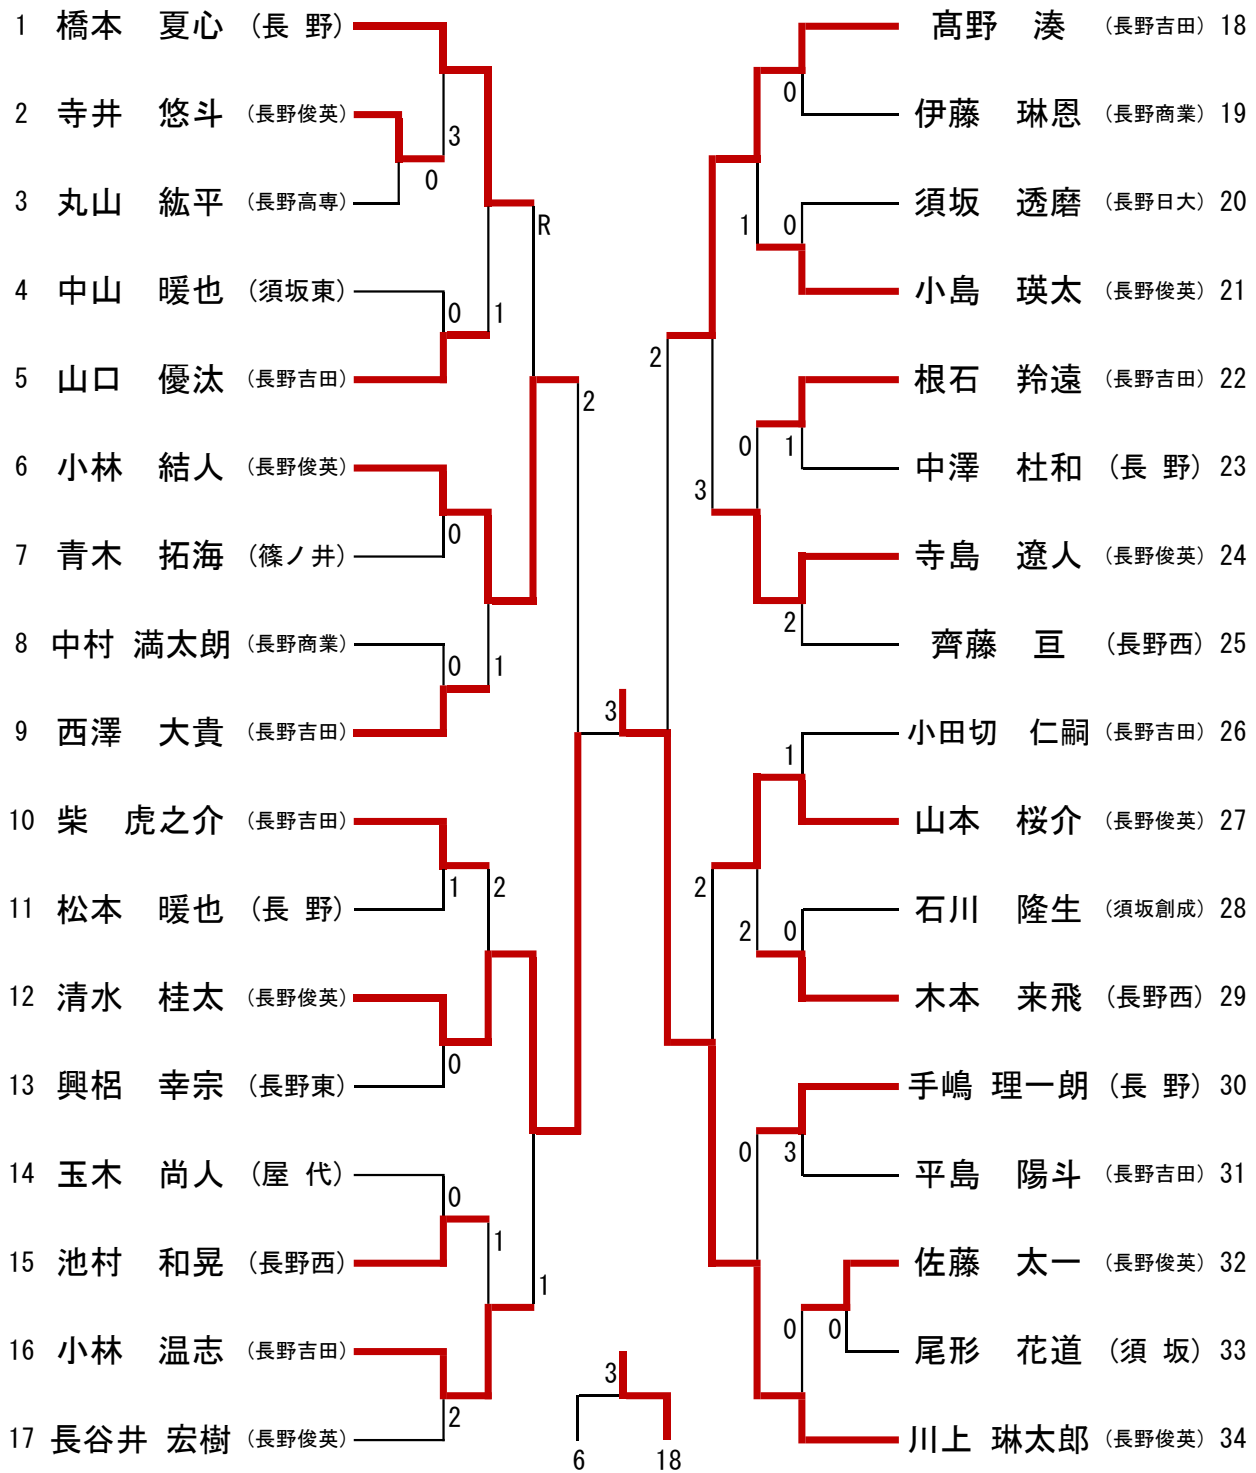 1 橋本 夏心 (長 野)
2 寺井 悠斗 (長野俊英)
3
0
3 丸山 紘平 (長野高専)
R
4 中山 暖也 (須坂東)
0 1
5 山口 優汰 (長野吉田)
2
6 小林 結人 (長野俊英)
0
7 青木 拓海 (篠ノ井)
8 中村 満太朗 (長野商業)
0 1
9 西澤 大貴 (長野吉田)
10 柴 虎之介 (長野吉田)
1 2
11 松本 暖也 (長 野)
12 清水 桂太 (長野俊英)
0
13 興梠 幸宗 (長野東)
14 玉木 尚人 (屋 代)
0
1
15 池村 和晃 (長野西)
1
16 小林 温志 (長野吉田)
2
17 長谷井 宏樹 (長野俊英)
3
3
6 18
髙野 湊 (長野吉田) 18
0
伊藤 琳恩 (長野商業) 19
須坂 透磨 (長野日大) 20
1 0
小島 瑛太 (長野俊英) 21
2
根石 羚遠 (長野吉田) 22
0 1
中澤 杜和 (長 野) 23
3
寺島 遼人 (長野俊英) 24
2
齊藤 亘 (長野西) 25
小田切 仁嗣 (長野吉田) 26
1
山本 桜介 (長野俊英) 27
2
石川 隆生 (須坂創成) 28
2 0
木本 来飛 (長野西) 29
手嶋 理一朗 (長 野) 30
0 3
平島 陽斗 (長野吉田) 31
佐藤 太一 (長野俊英) 32
0 0
尾形 花道 (須 坂) 33
川上 琳太郎 (長野俊英) 34